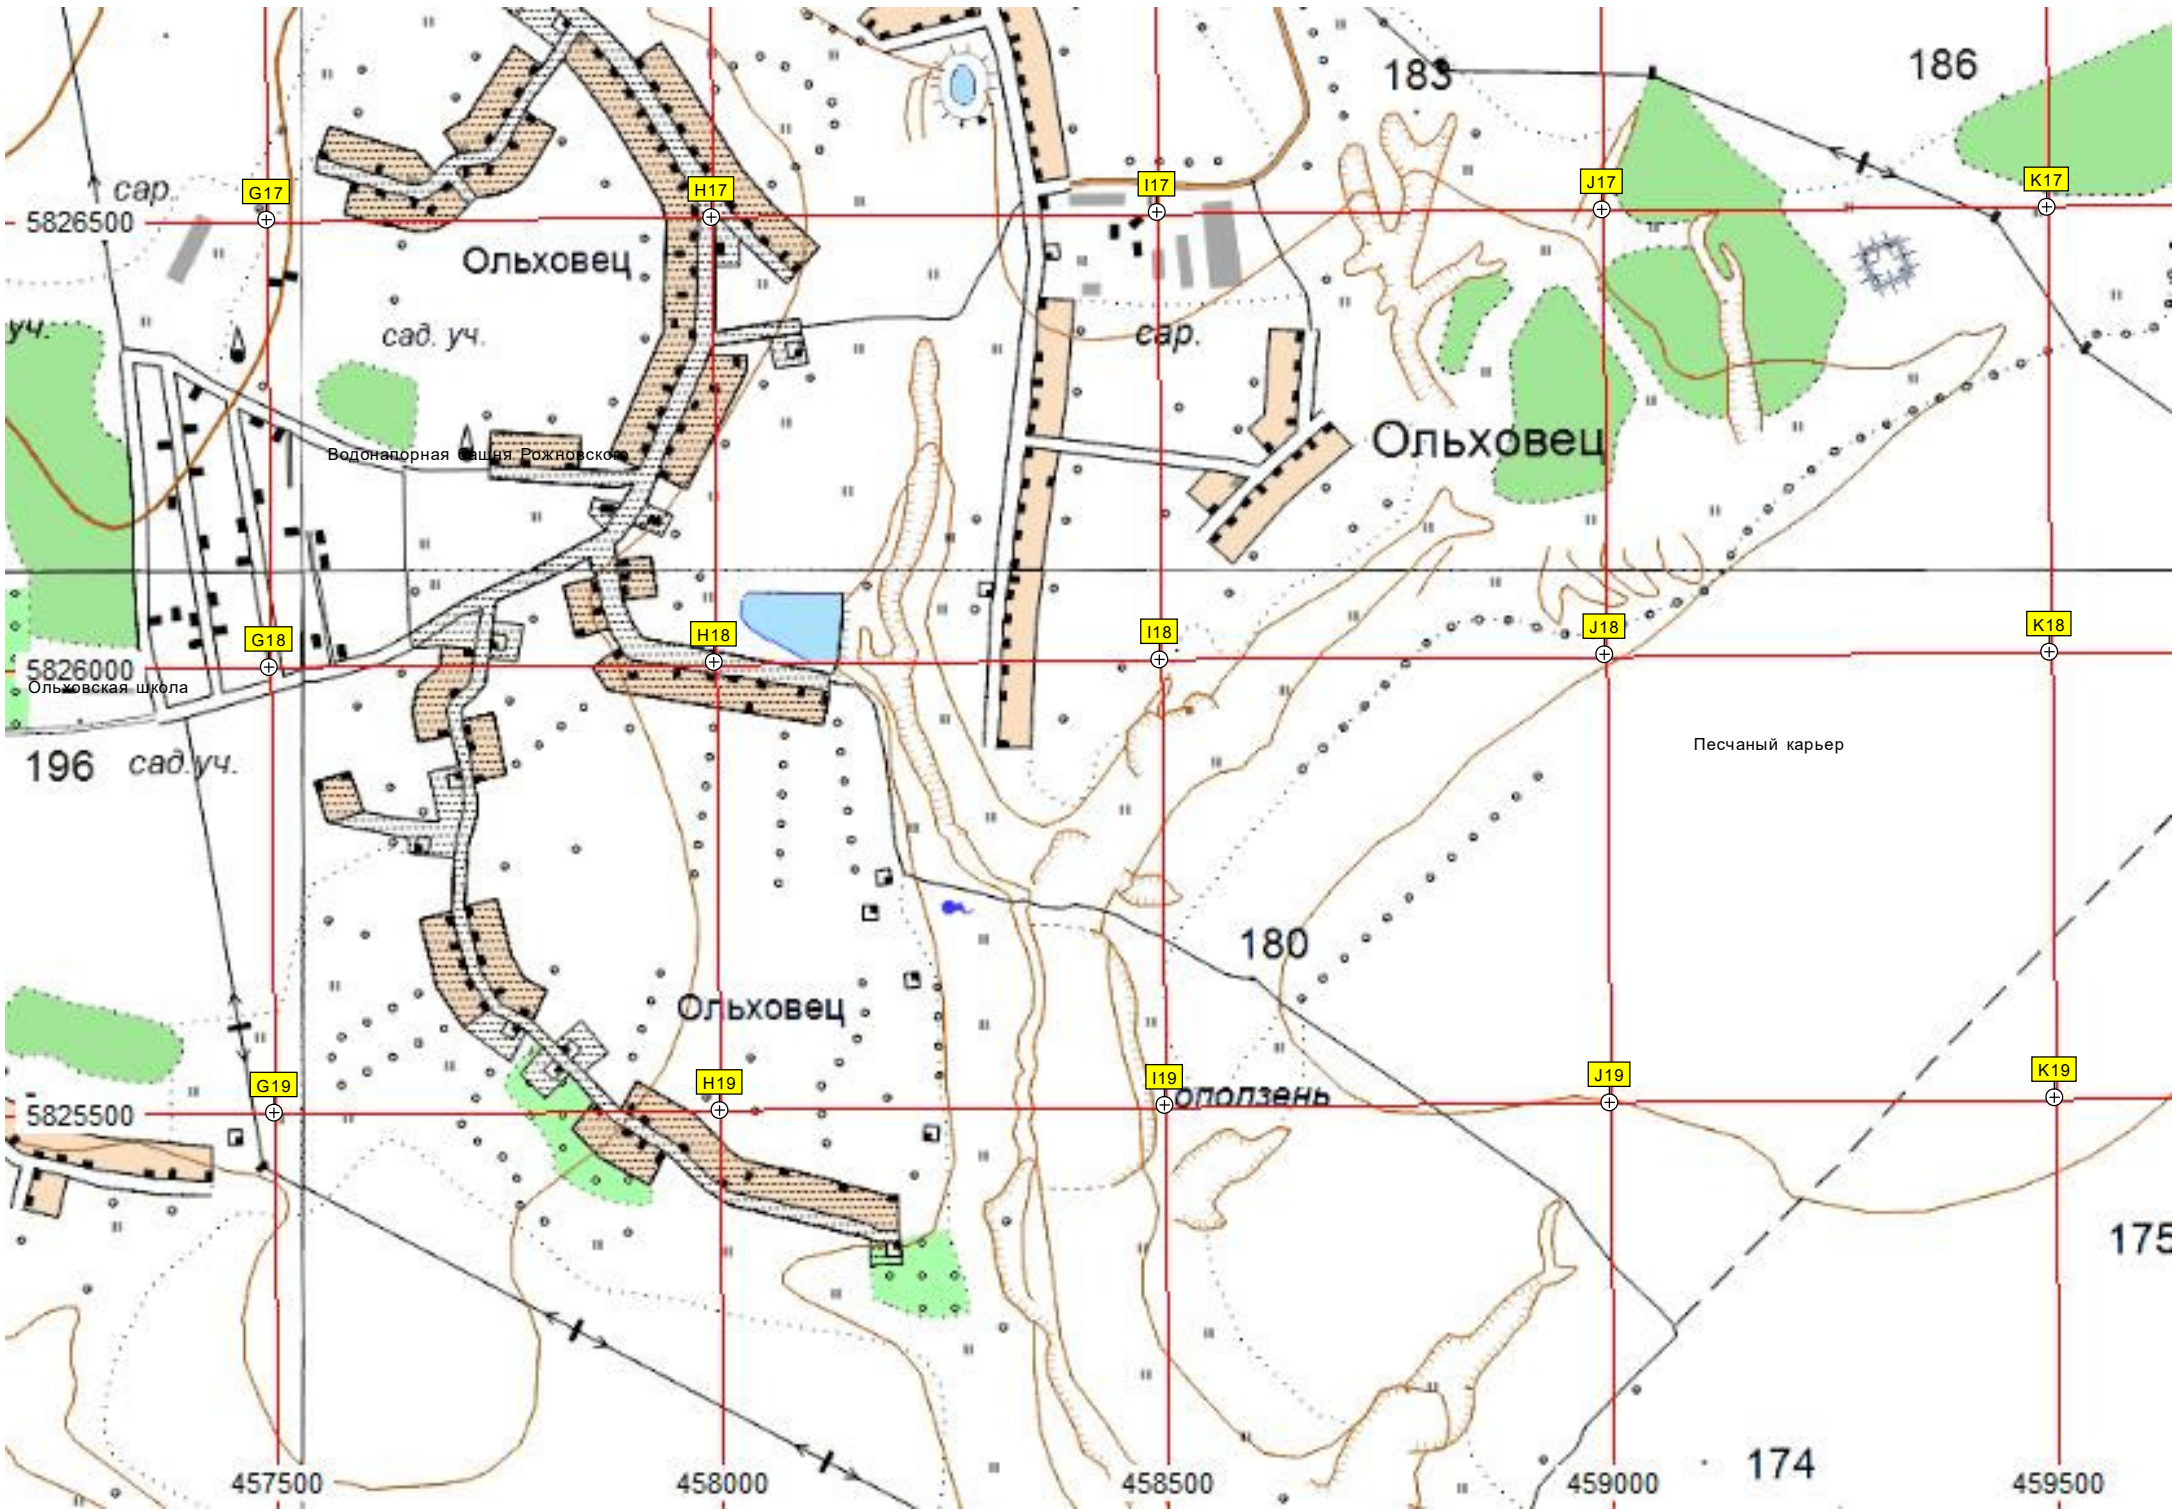 183
186
сар.
G17
H17
I17
J17
K17
5826500
Ольховец
уч.
сад. уч.
сар.
Ольховец
Водонапорная башня Рожновского
G18
H18
I18
J18
K18
5826000
Ольховская школа
196
сад.уч.
Песчаный карьер
180
Ольховец
G19
H19
I19
J19
K19
5825500
оползень
175
174
457500
458000
458500
459000
459500